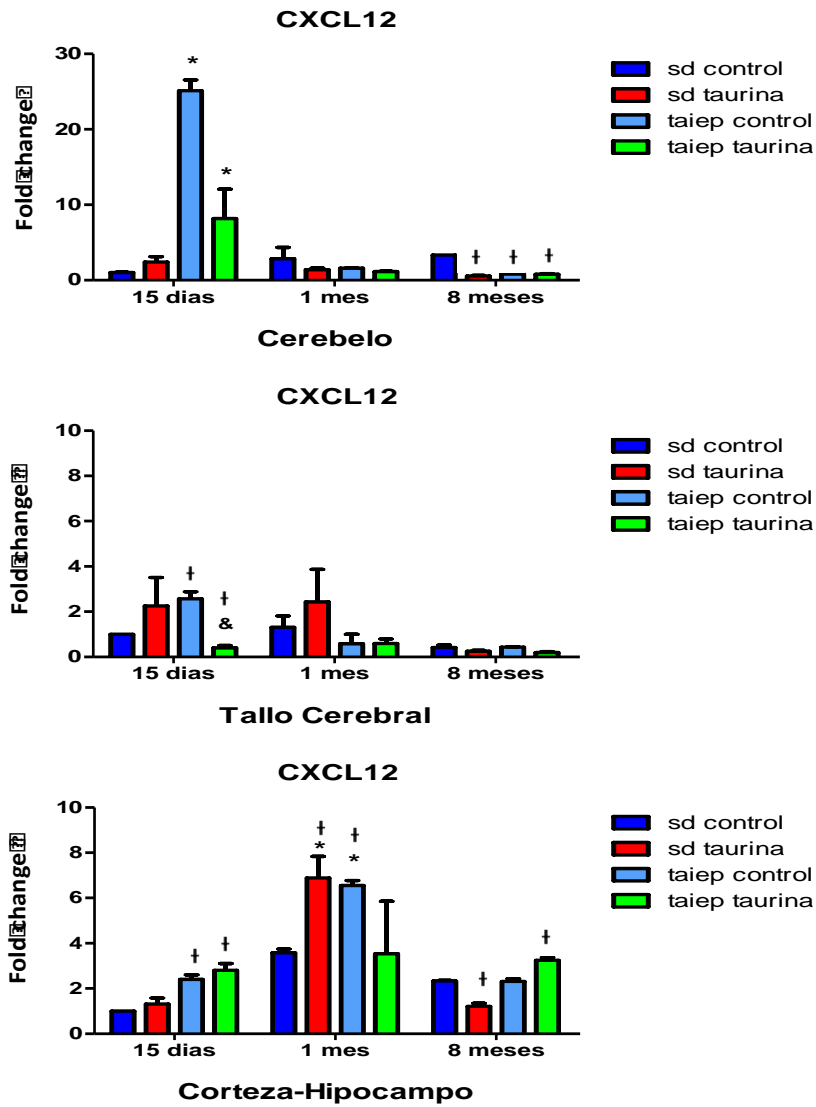 CXCL12
30
20
10
0
Fold change
*
*
ƚ ƚ ƚ
15 dias 1 mes 8 meses
Cerebelo
sd control
sd taurina
taiep control
taiep taurina
CXCL12
10
8
6
4
2
0
Fold change
ƚ
ƚ
&
15 dias 1 mes 8 meses
Tallo Cerebral
sd control
sd taurina
taiep control
taiep taurina
CXCL12
10
8
6
4
2
0
Fold change
ƚ ƚ
ƚ ƚ
* *
ƚ ƚ
15 dias 1 mes 8 meses
Corteza-Hipocampo
sd control
sd taurina
taiep control
taiep taurina